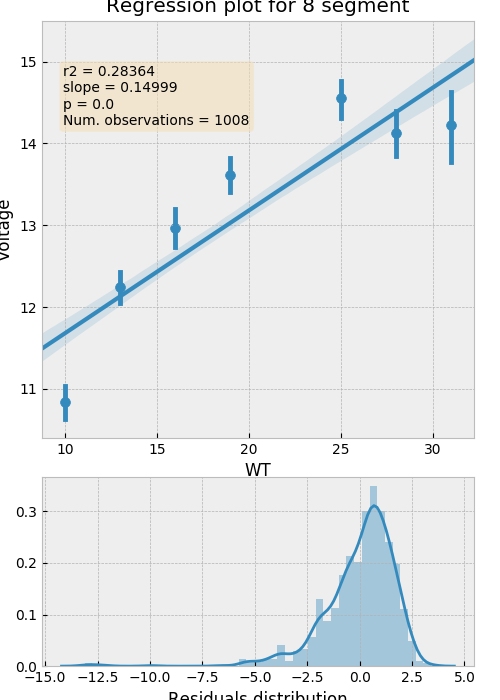 Regression plot for 8 segment
15
14
13
12
11
r2 = 0.28364
slope = 0.14999
p = 0.0
Num. observations = 1008
Voltage
10 15 20 25 30
WT
0.3
0.2
0.1
0.0
−15.0 −12.5 −10.0 −7.5 −5.0 −2.5 0.0 2.5 5.0
Residuals distribution